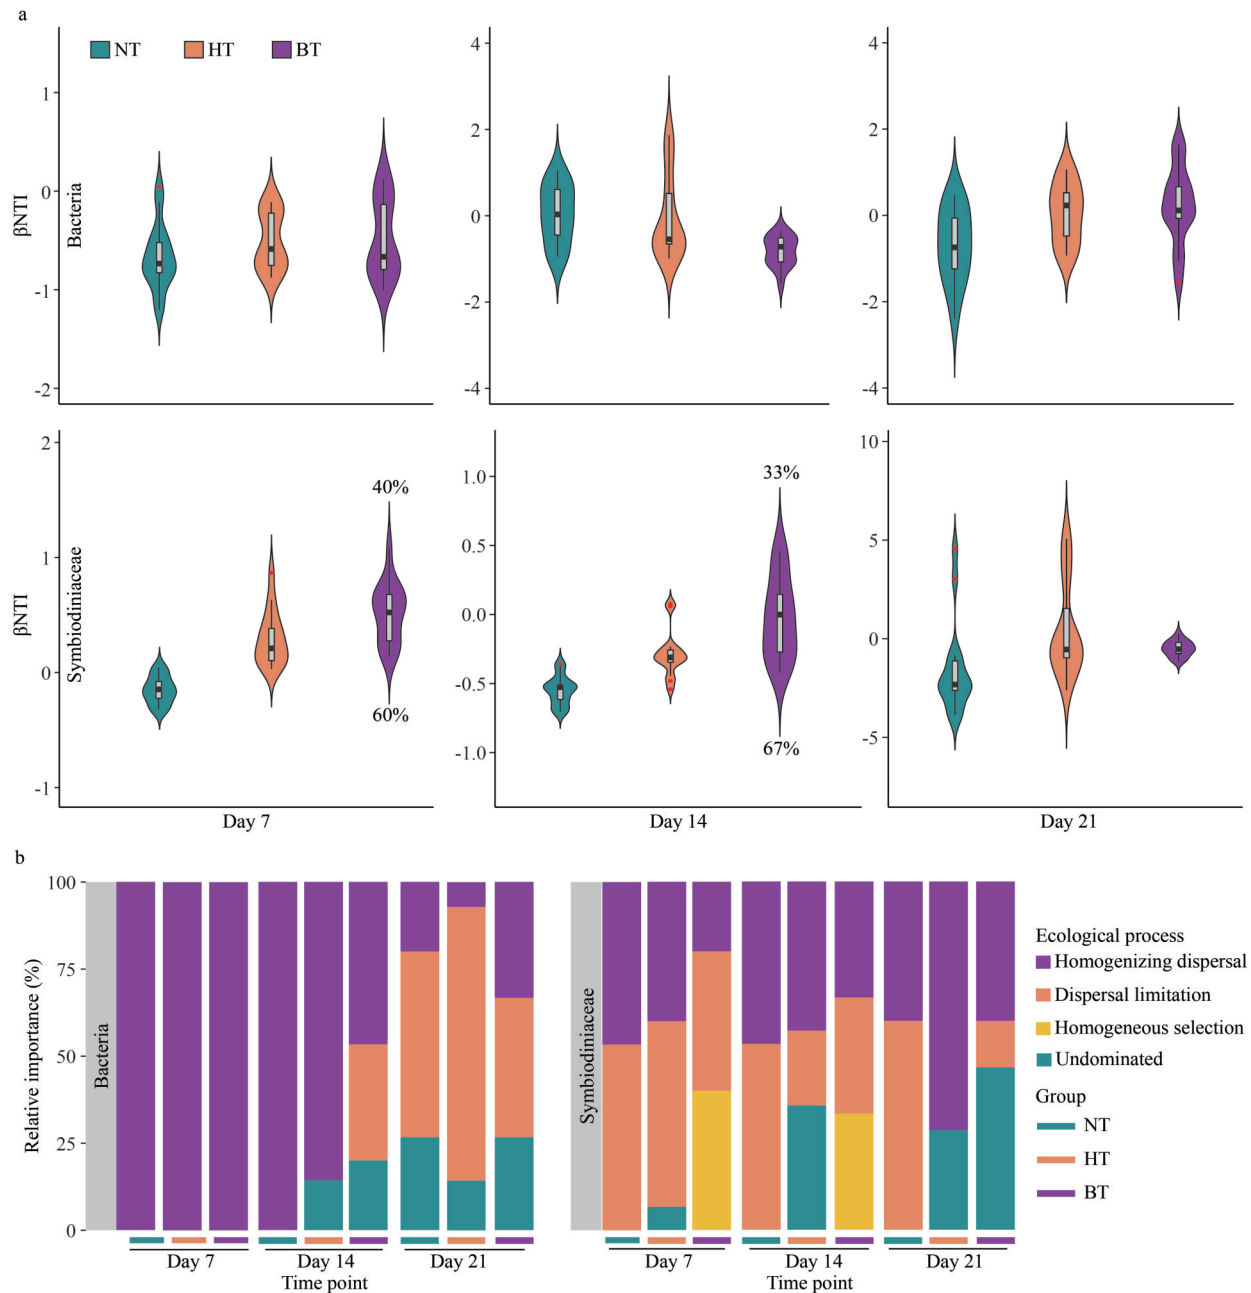 a
NT HT BT
1
0
-1
-2
βNTI
Bacteria
4
2
0
-2
-4
4
2
0
-2
-4
2
1
0
-1
βNTI
Symbiodiniaceae
40%
60%
1.0
0.5
0.0
-0.5
-1.0
33%
67%
10
5
0
-5
Day 7 Day 14 Day 21
b
100
75
50
25
0
Relative importance (%)
Bacteria
Day 7 Day 14 Day 21
Time point
Symbiodiniaceae
Day 7 Day 14 Day 21
Time point
Ecological process
Homogenizing dispersal
Dispersal limitation
Homogeneous selection
Undominated
Group
NT
HT
BT